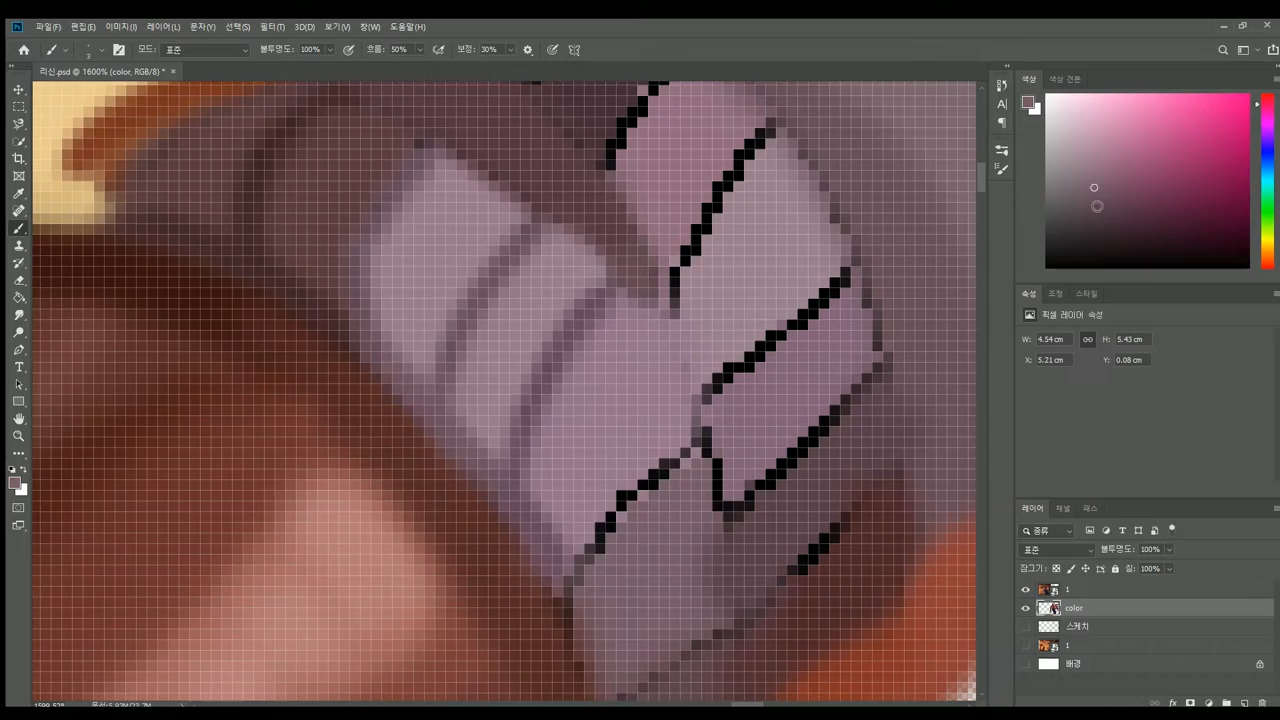 Ps 파일(F) 편집(E) 이미지(I) 레이어(L) 문자(Y) 선택(S) 필터(T) 3D(D) 보기(V) 창(W) 도움말(H)
3 모드: 표준 불투명도: 100% 흐름: 50% 보정: 30%
리신.psd @ 1600% (color, RGB/8) * ×
색상 색상 견본
속성 조정 스타일
픽셀 레이어 속성
W: 4.54 cm H: 5.43 cm
X: 5.21 cm Y: 0.08 cm
레이어 채널 패스
종류
표준 불투명도: 100%
잠그기: 칠: 100%
1
color
스케치
1
배경